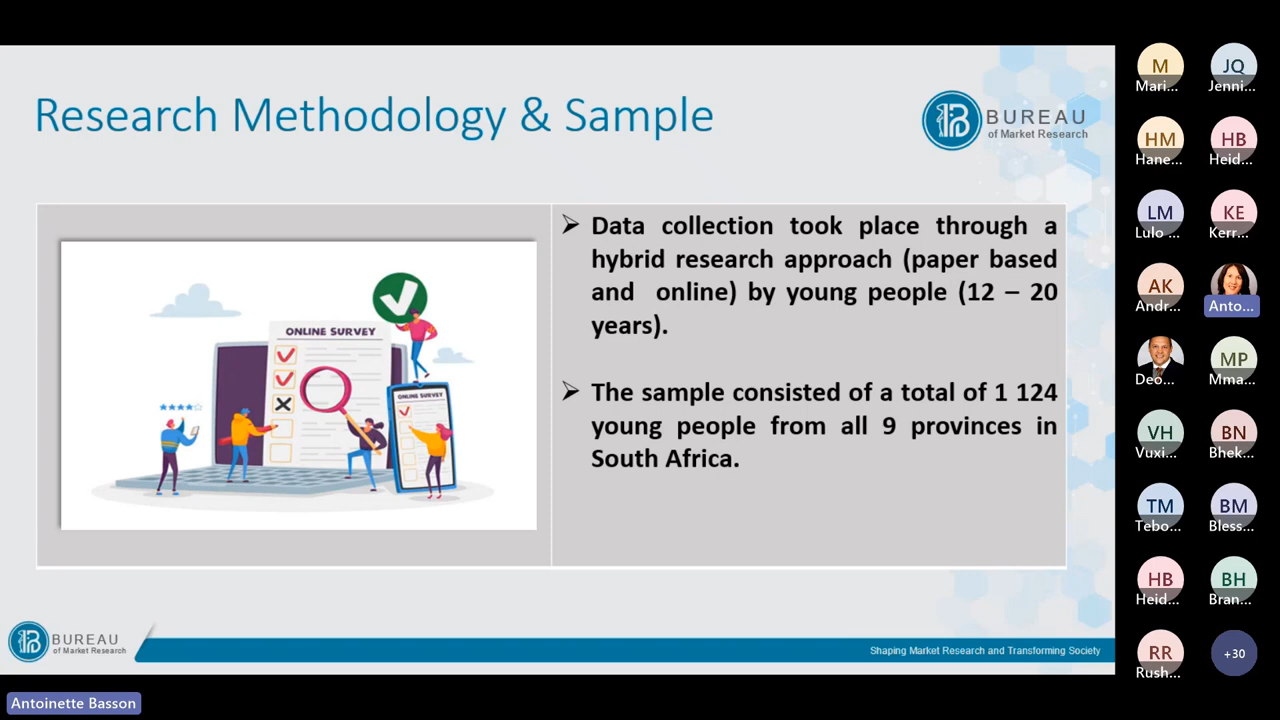 Research Methodology & Sample
BUREAU
of Market Research
ONLINE SURVEY
ONLINE SURVEY
➢ Data collection took place through a
hybrid research approach (paper based
and online) by young people (12 – 20
years).
➢ The sample consisted of a total of 1 124
young people from all 9 provinces in
South Africa.
BUREAU
of Market Research
Shaping Market Research and Transforming Society
Antoinette Basson
M
Mari...
JQ
Jenni...
HM
Hane...
HB
Heid...
LM
Lulo ...
KE
Kerr...
AK
Andr...
Anto...
Deo...
MP
Mma...
VH
Vuxi...
BN
Bhek...
TM
Tebo...
BM
Bless...
HB
Heid...
BH
Bran...
RR
Rush...
+30